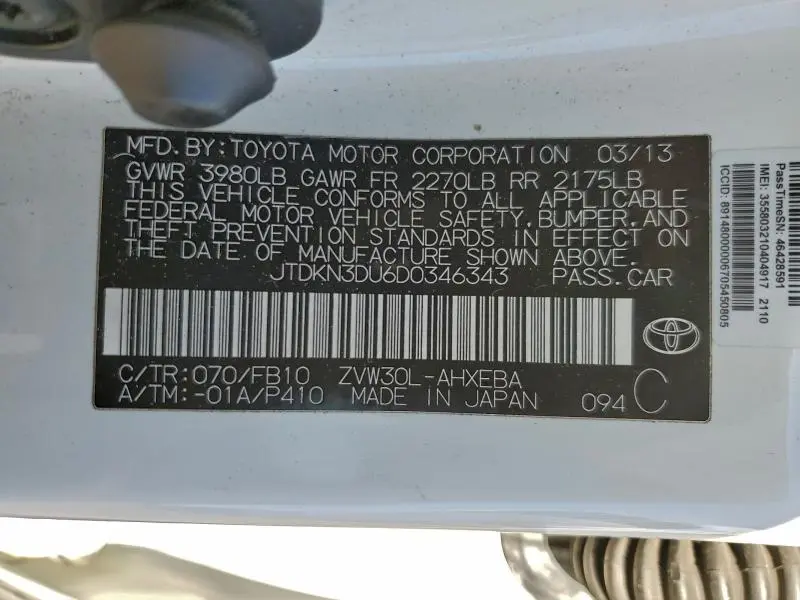 MFD. BY: TOYOTA MOTOR CORPORATION 03/13
GVWR 3980LB GAWR FR 2270LB RR 2175LB
THIS VEHICLE CONFORMS TO ALL APPLICABLE
FEDERAL MOTOR VEHICLE SAFETY, BUMPER, AND
THEFT PREVENTION STANDARDS IN EFFECT ON
THE DATE OF MANUFACTURE SHOWN ABOVE.
JTDKN3DU6D0346343 PASS. CAR
C/TR: 070/FB10 ZVW30L-AHXEBA
A/TM: -01A/P410 MADE IN JAPAN 094 C
PassTimeSN: 46428591
IMEI: 355803210404917 2110
ICCID: 89148000006705450805